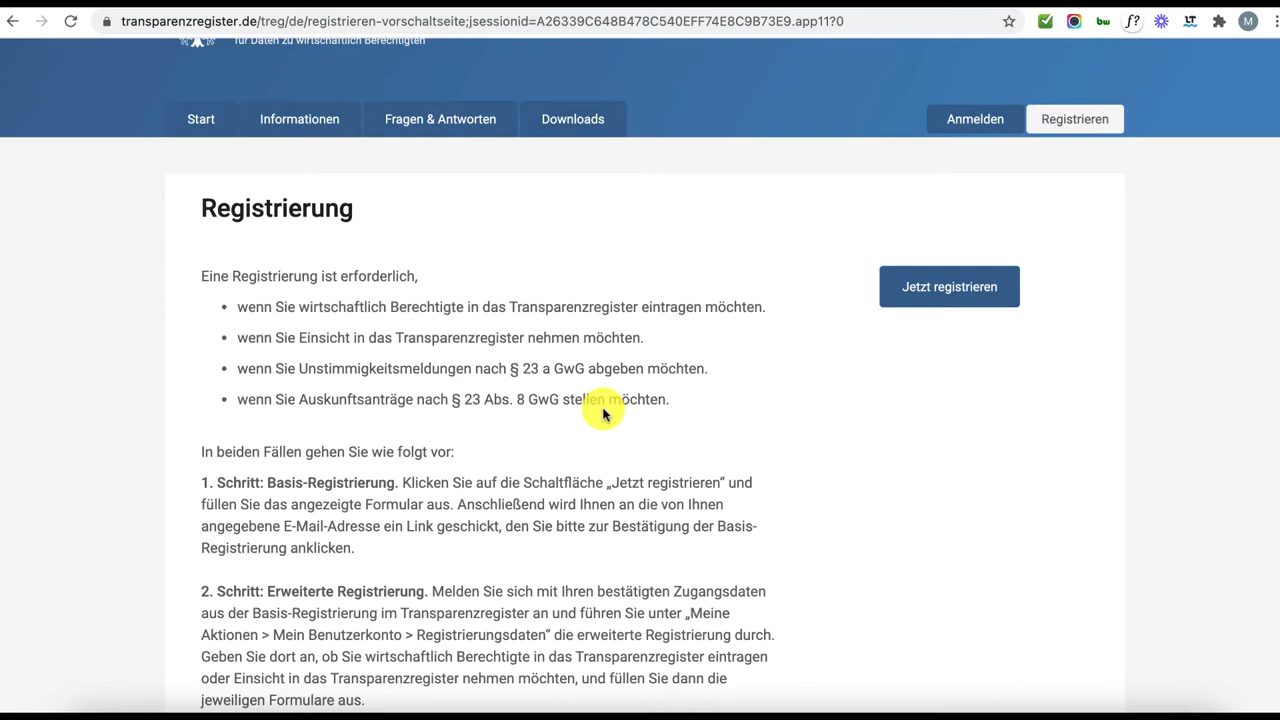 transparenzregister.de/treg/de/registrieren-vorschaltseite;jsessionid=A26339C648B478C540EFF74E8C9B73E9.app11?0
bw
f?
LT
M
für Daten zu wirtschaftlich Berechtigten
Start
Informationen
Fragen & Antworten
Downloads
Anmelden
Registrieren
Registrierung
Eine Registrierung ist erforderlich,
• wenn Sie wirtschaftlich Berechtigte in das Transparenzregister eintragen möchten.
• wenn Sie Einsicht in das Transparenzregister nehmen möchten.
• wenn Sie Unstimmigkeitsmeldungen nach § 23 a GwG abgeben möchten.
• wenn Sie Auskunftsanträge nach § 23 Abs. 8 GwG stellen möchten.
Jetzt registrieren
In beiden Fällen gehen Sie wie folgt vor:
1. Schritt: Basis-Registrierung. Klicken Sie auf die Schaltfläche „Jetzt registrieren“ und
füllen Sie das angezeigte Formular aus. Anschließend wird Ihnen an die von Ihnen
angegebene E-Mail-Adresse ein Link geschickt, den Sie bitte zur Bestätigung der Basis-
Registrierung anklicken.
2. Schritt: Erweiterte Registrierung. Melden Sie sich mit Ihren bestätigten Zugangsdaten
aus der Basis-Registrierung im Transparenzregister an und führen Sie unter „Meine
Aktionen > Mein Benutzerkonto > Registrierungsdaten“ die erweiterte Registrierung durch.
Geben Sie dort an, ob Sie wirtschaftlich Berechtigte in das Transparenzregister eintragen
oder Einsicht in das Transparenzregister nehmen möchten, und füllen Sie dann die
jeweiligen Formulare aus.